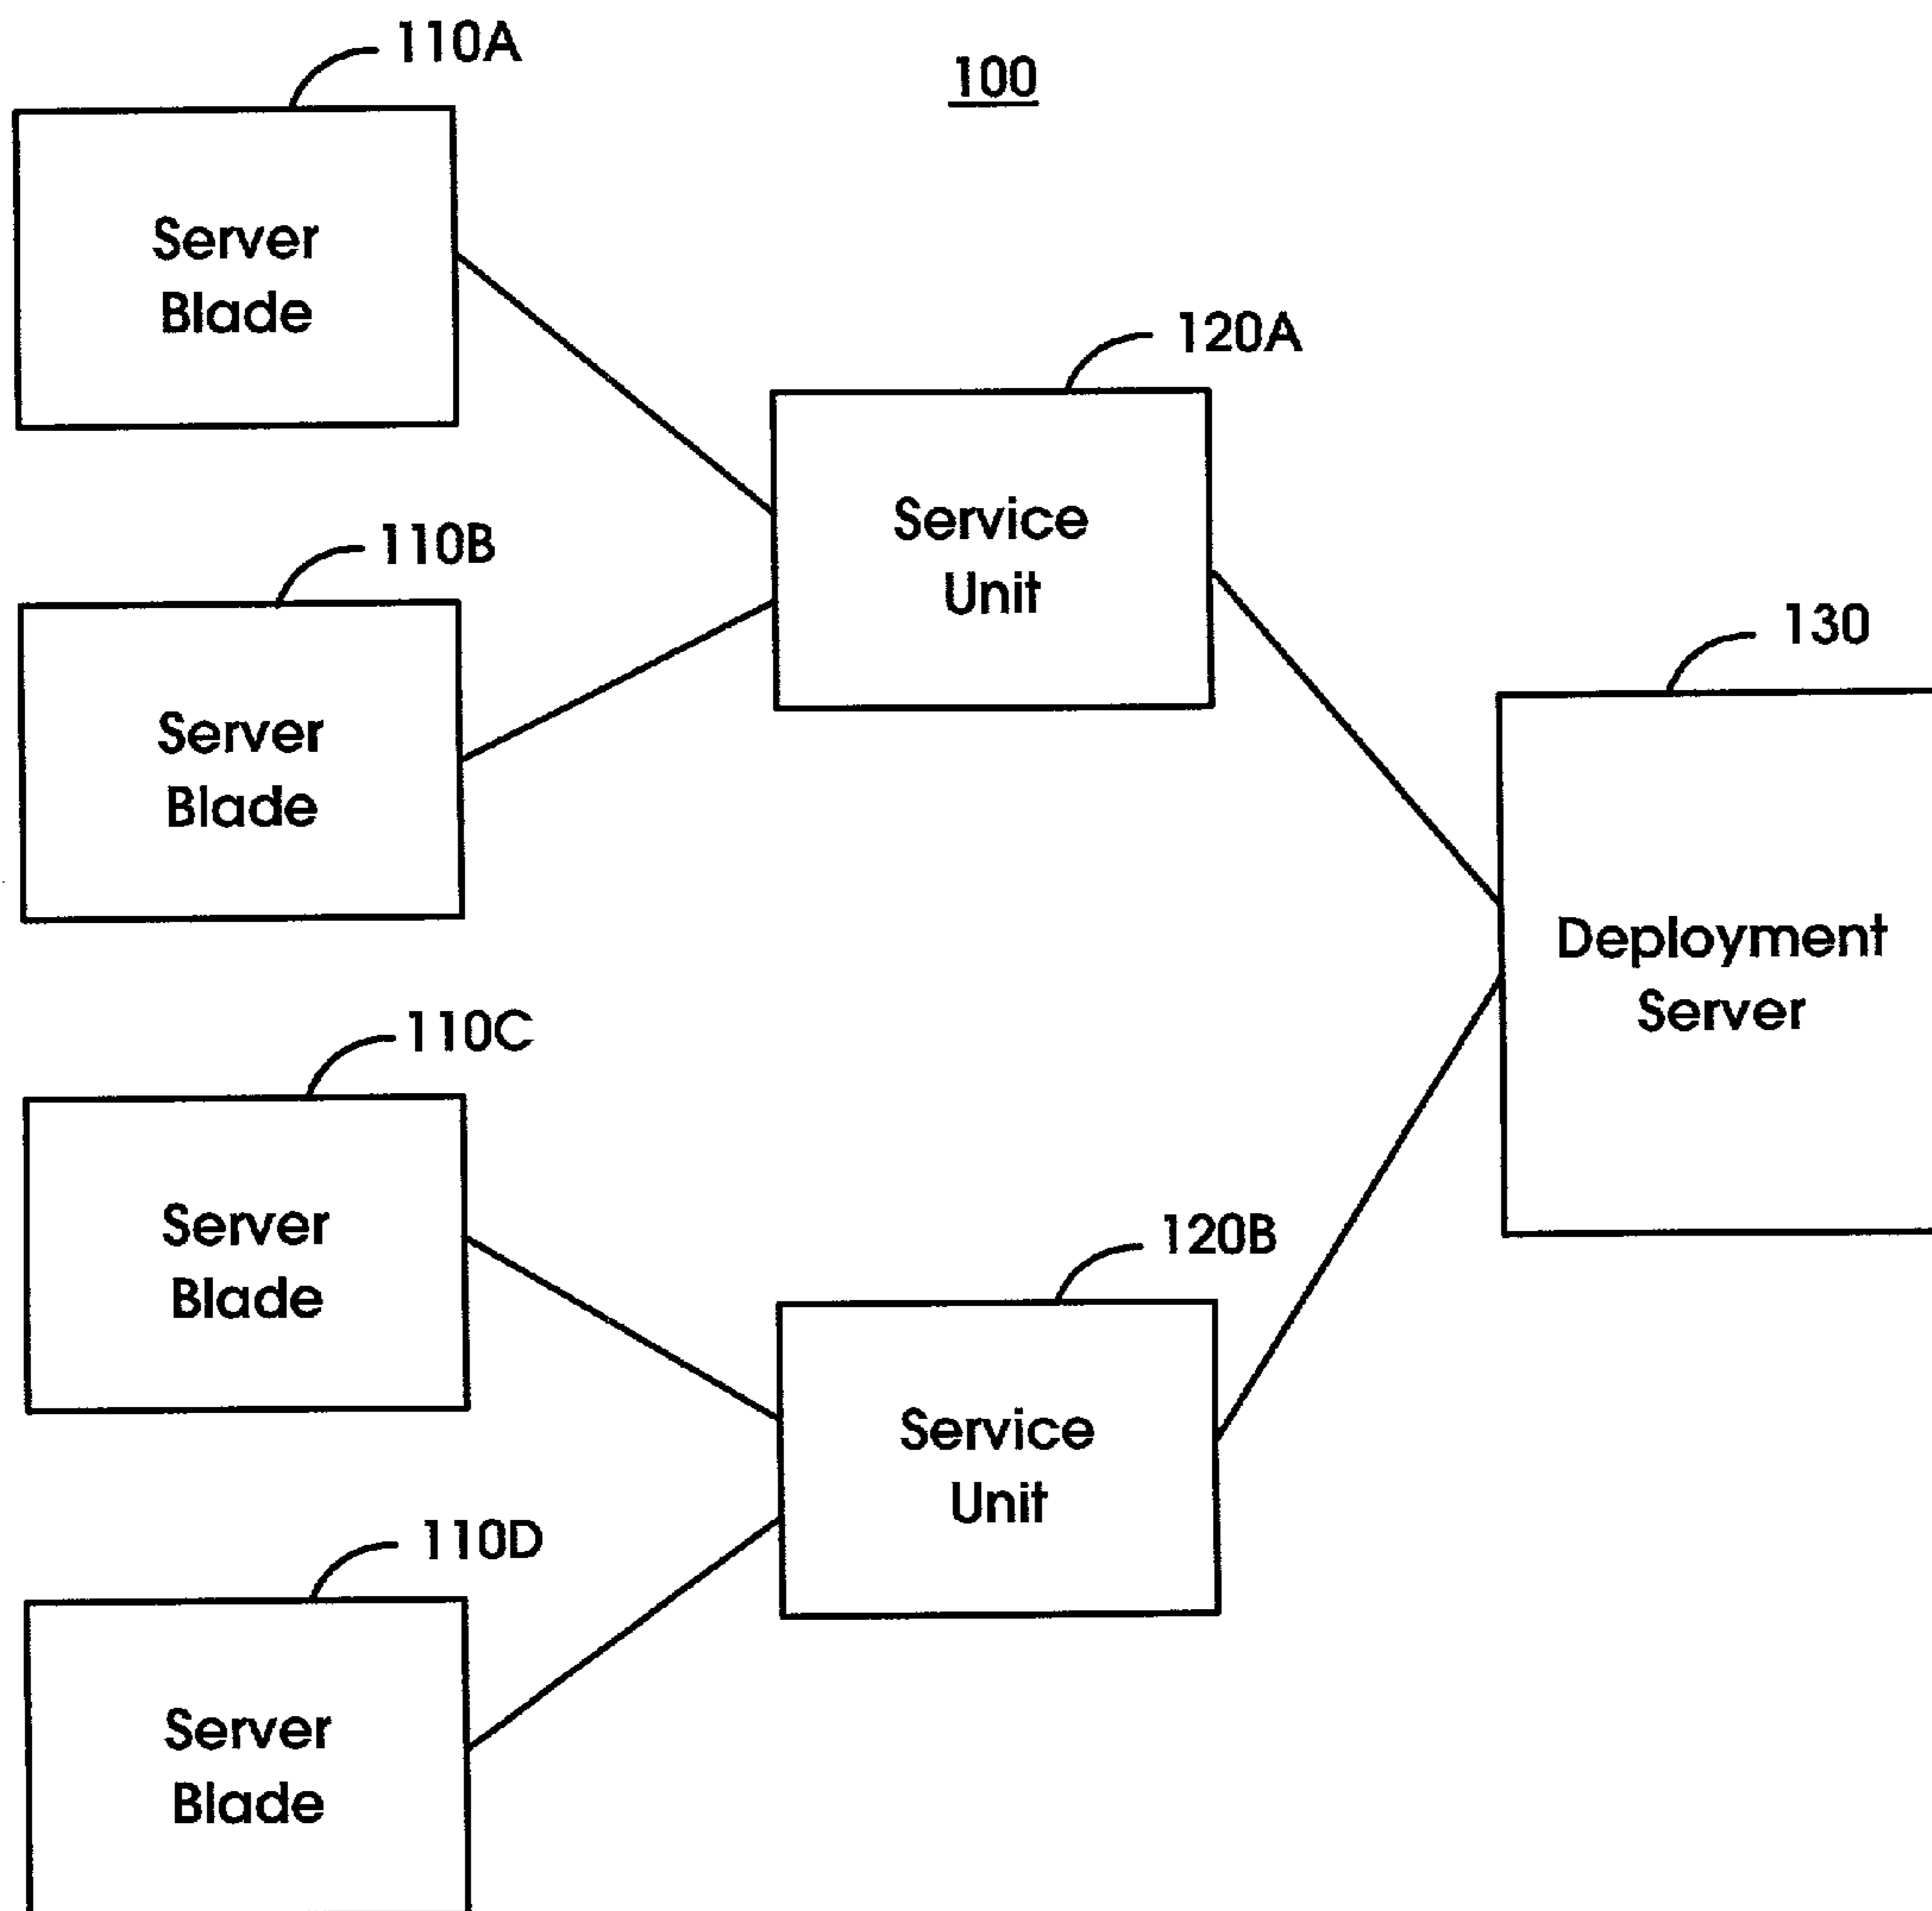 110A
100
Server
Blade
120A
Service
Unit
110B
Server
Blade
130
Deployment
Server
110C
Server
Blade
120B
Service
Unit
110D
Server
Blade